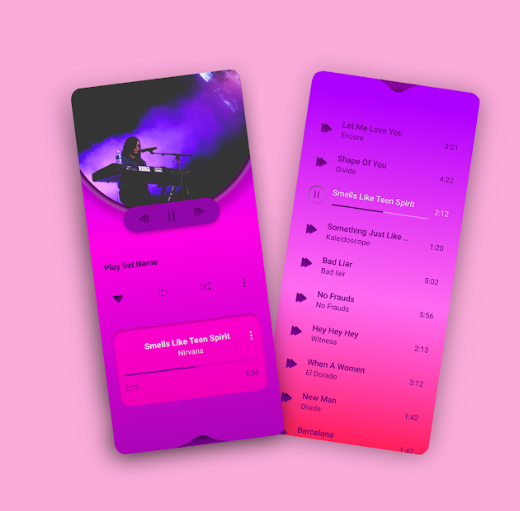 Play list Name
Smells Like Teen Spirit
Nirvana
2:12
4:56
Let Me Love You
Encore
3:01
Shape Of You
Divide
4:22
Smells Like Teen Spirit
2:12
Something Just Like ..
Kaleidoscope
1:20
Bad Liar
Bad lair
5:02
No Frauds
No Frauds
5:56
Hey Hey Hey
Witness
2:13
When A Women
El Dorado
3:12
New Man
Divide
1:42
Barcelona